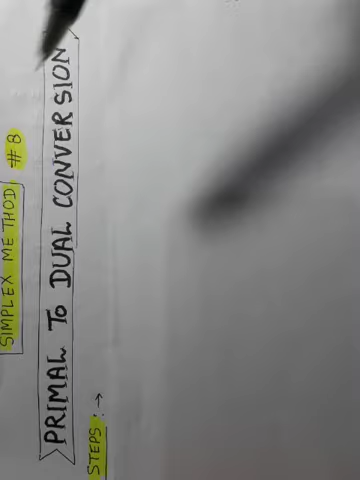 SIMPLEX METHOD #8
PRIMAL TO DUAL CONVERSION
STEPS :→